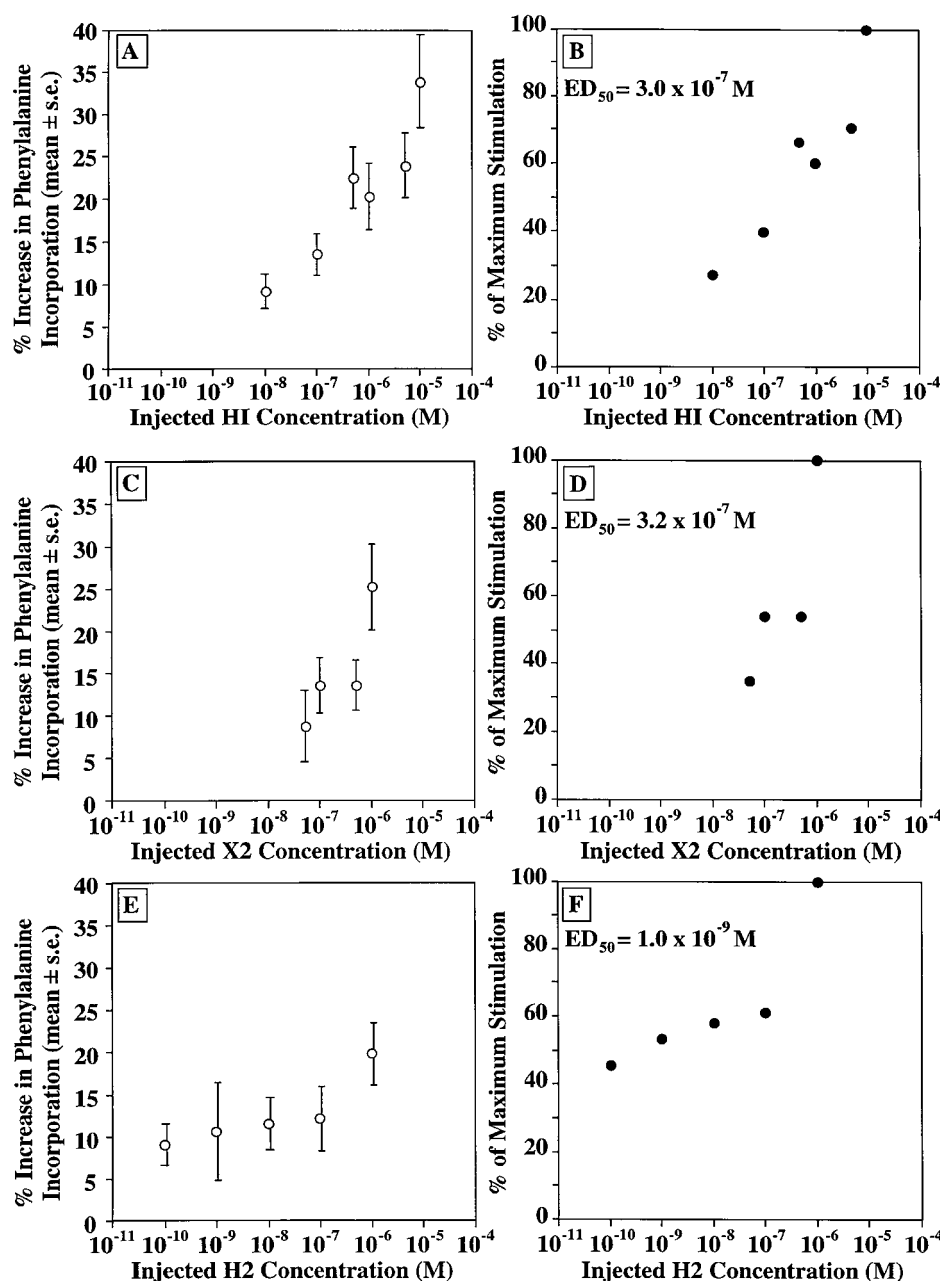 % Increase in Phenylalanine
Incorporation (mean ± s.e.)
A
40
35
30
25
20
15
10
5
0
10⁻¹¹ 10⁻¹⁰ 10⁻⁹ 10⁻⁸ 10⁻⁷ 10⁻⁶ 10⁻⁵ 10⁻⁴
Injected HI Concentration (M)
% of Maximum Stimulation
B
ED₅₀ = 3.0 x 10⁻⁷ M
100
80
60
40
20
0
10⁻¹¹ 10⁻¹⁰ 10⁻⁹ 10⁻⁸ 10⁻⁷ 10⁻⁶ 10⁻⁵ 10⁻⁴
Injected HI Concentration (M)
% Increase in Phenylalanine
Incorporation (mean ± s.e.)
C
40
35
30
25
20
15
10
5
0
10⁻¹¹ 10⁻¹⁰ 10⁻⁹ 10⁻⁸ 10⁻⁷ 10⁻⁶ 10⁻⁵ 10⁻⁴
Injected X2 Concentration (M)
% of Maximum Stimulation
D
ED₅₀ = 3.2 x 10⁻⁷ M
100
80
60
40
20
0
10⁻¹¹ 10⁻¹⁰ 10⁻⁹ 10⁻⁸ 10⁻⁷ 10⁻⁶ 10⁻⁵ 10⁻⁴
Injected X2 Concentration (M)
% Increase in Phenylalanine
Incorporation (mean ± s.e.)
E
40
35
30
25
20
15
10
5
0
10⁻¹¹ 10⁻¹⁰ 10⁻⁹ 10⁻⁸ 10⁻⁷ 10⁻⁶ 10⁻⁵ 10⁻⁴
Injected H2 Concentration (M)
% of Maximum Stimulation
F
ED₅₀ = 1.0 x 10⁻⁹ M
100
80
60
40
20
0
10⁻¹¹ 10⁻¹⁰ 10⁻⁹ 10⁻⁸ 10⁻⁷ 10⁻⁶ 10⁻⁵ 10⁻⁴
Injected H2 Concentration (M)